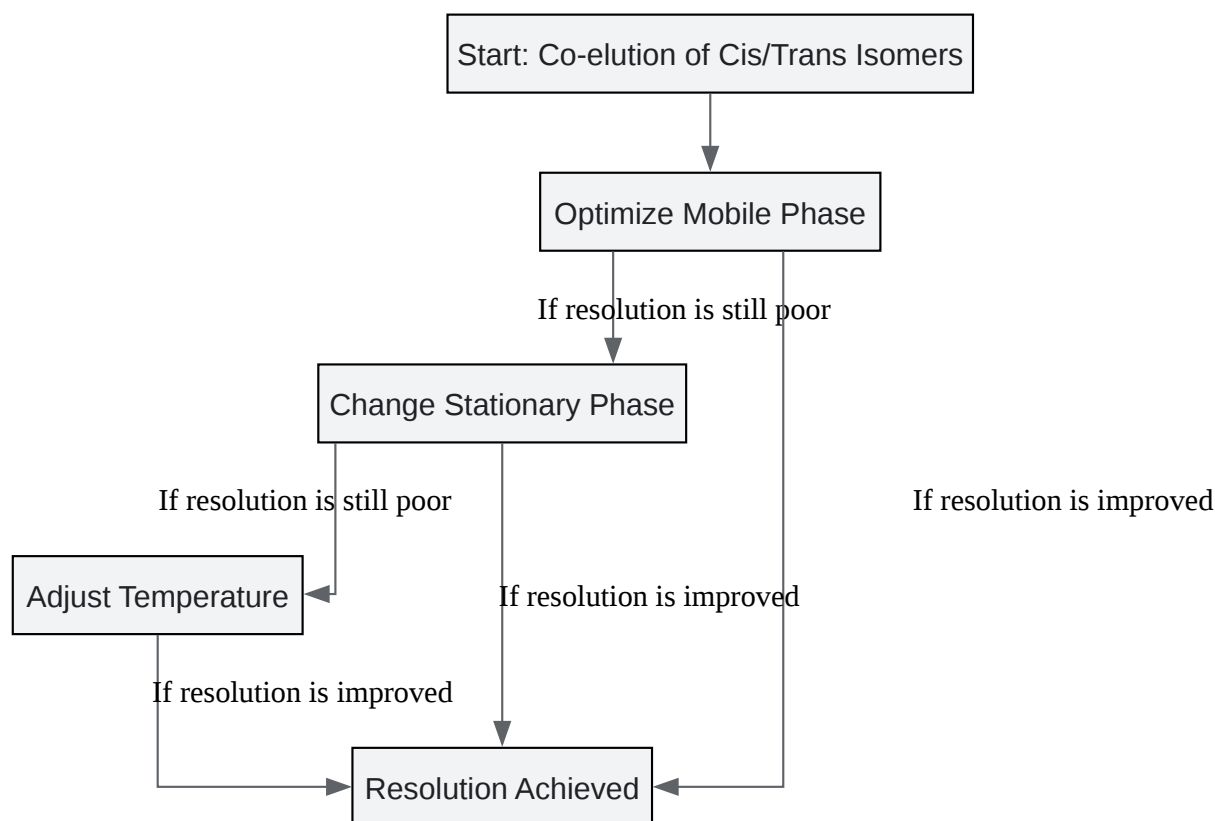 Start: Co-elution of Cis/Trans Isomers
Optimize Mobile Phase
If resolution is still poor
Change Stationary Phase
If resolution is still poor
If resolution is improved
Adjust Temperature
If resolution is improved
If resolution is improved
Resolution Achieved